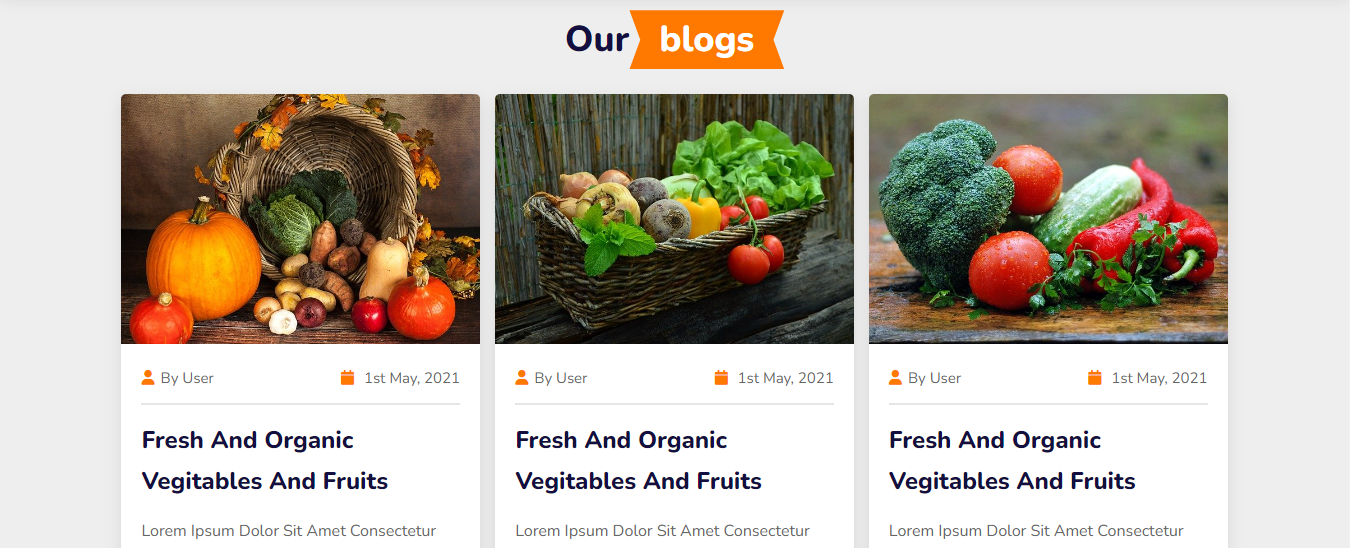 Our blogs
By User 1st May, 2021
Fresh And Organic
Vegitables And Fruits
Lorem Ipsum Dolor Sit Amet Consectetur
By User 1st May, 2021
Fresh And Organic
Vegitables And Fruits
Lorem Ipsum Dolor Sit Amet Consectetur
By User 1st May, 2021
Fresh And Organic
Vegitables And Fruits
Lorem Ipsum Dolor Sit Amet Consectetur